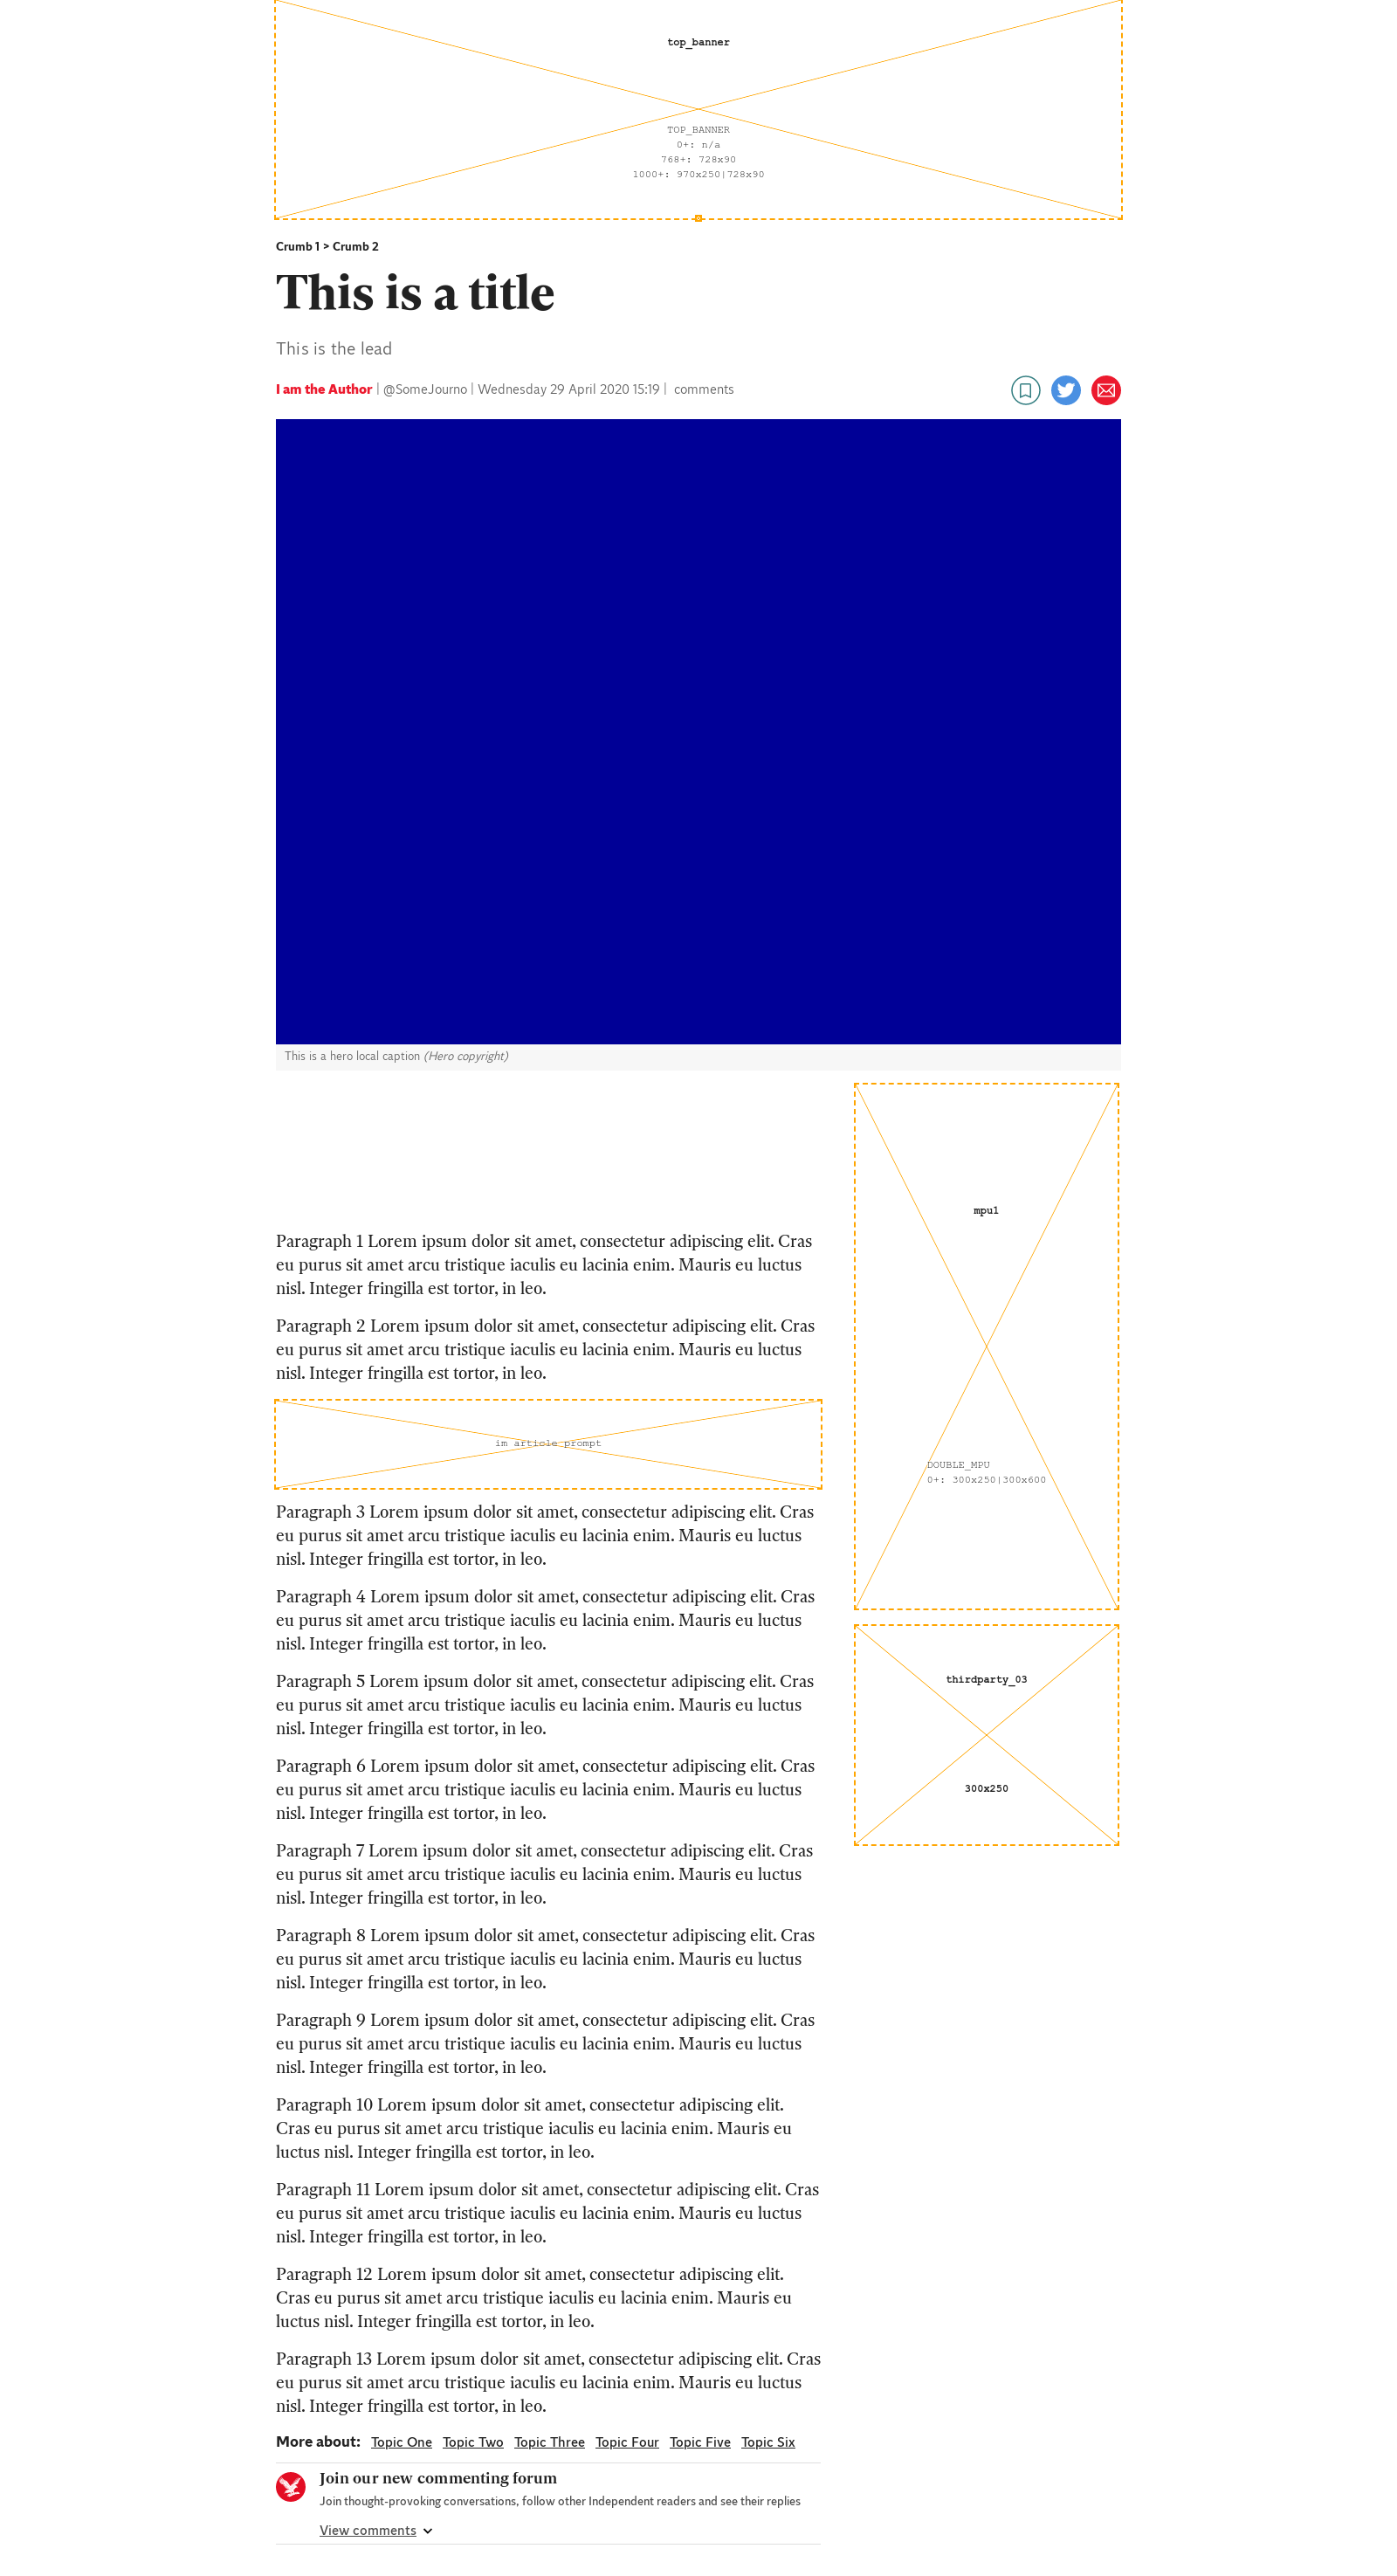 top_banner
TOP_BANNER
0+: n/a
768+: 728x90
1000+: 970x250|728x90
Crumb 1 > Crumb 2
This is a title
This is the lead
I am the Author | @SomeJourno | Wednesday 29 April 2020 15:19 | comments
This is a hero local caption (Hero copyright)
Paragraph 1 Lorem ipsum dolor sit amet, consectetur adipiscing elit. Cras
eu purus sit amet arcu tristique iaculis eu lacinia enim. Mauris eu luctus
nisl. Integer fringilla est tortor, in leo.
Paragraph 2 Lorem ipsum dolor sit amet, consectetur adipiscing elit. Cras
eu purus sit amet arcu tristique iaculis eu lacinia enim. Mauris eu luctus
nisl. Integer fringilla est tortor, in leo.
im article prompt
Paragraph 3 Lorem ipsum dolor sit amet, consectetur adipiscing elit. Cras
eu purus sit amet arcu tristique iaculis eu lacinia enim. Mauris eu luctus
nisl. Integer fringilla est tortor, in leo.
Paragraph 4 Lorem ipsum dolor sit amet, consectetur adipiscing elit. Cras
eu purus sit amet arcu tristique iaculis eu lacinia enim. Mauris eu luctus
nisl. Integer fringilla est tortor, in leo.
Paragraph 5 Lorem ipsum dolor sit amet, consectetur adipiscing elit. Cras
eu purus sit amet arcu tristique iaculis eu lacinia enim. Mauris eu luctus
nisl. Integer fringilla est tortor, in leo.
Paragraph 6 Lorem ipsum dolor sit amet, consectetur adipiscing elit. Cras
eu purus sit amet arcu tristique iaculis eu lacinia enim. Mauris eu luctus
nisl. Integer fringilla est tortor, in leo.
Paragraph 7 Lorem ipsum dolor sit amet, consectetur adipiscing elit. Cras
eu purus sit amet arcu tristique iaculis eu lacinia enim. Mauris eu luctus
nisl. Integer fringilla est tortor, in leo.
Paragraph 8 Lorem ipsum dolor sit amet, consectetur adipiscing elit. Cras
eu purus sit amet arcu tristique iaculis eu lacinia enim. Mauris eu luctus
nisl. Integer fringilla est tortor, in leo.
Paragraph 9 Lorem ipsum dolor sit amet, consectetur adipiscing elit. Cras
eu purus sit amet arcu tristique iaculis eu lacinia enim. Mauris eu luctus
nisl. Integer fringilla est tortor, in leo.
Paragraph 10 Lorem ipsum dolor sit amet, consectetur adipiscing elit.
Cras eu purus sit amet arcu tristique iaculis eu lacinia enim. Mauris eu
luctus nisl. Integer fringilla est tortor, in leo.
Paragraph 11 Lorem ipsum dolor sit amet, consectetur adipiscing elit. Cras
eu purus sit amet arcu tristique iaculis eu lacinia enim. Mauris eu luctus
nisl. Integer fringilla est tortor, in leo.
Paragraph 12 Lorem ipsum dolor sit amet, consectetur adipiscing elit.
Cras eu purus sit amet arcu tristique iaculis eu lacinia enim. Mauris eu
luctus nisl. Integer fringilla est tortor, in leo.
Paragraph 13 Lorem ipsum dolor sit amet, consectetur adipiscing elit. Cras
eu purus sit amet arcu tristique iaculis eu lacinia enim. Mauris eu luctus
nisl. Integer fringilla est tortor, in leo.
More about: Topic One Topic Two Topic Three Topic Four Topic Five Topic Six
Join our new commenting forum
Join thought-provoking conversations, follow other Independent readers and see their replies
View comments
mpu1
DOUBLE_MPU
0+: 300x250|300x600
thirdparty_03
300x250